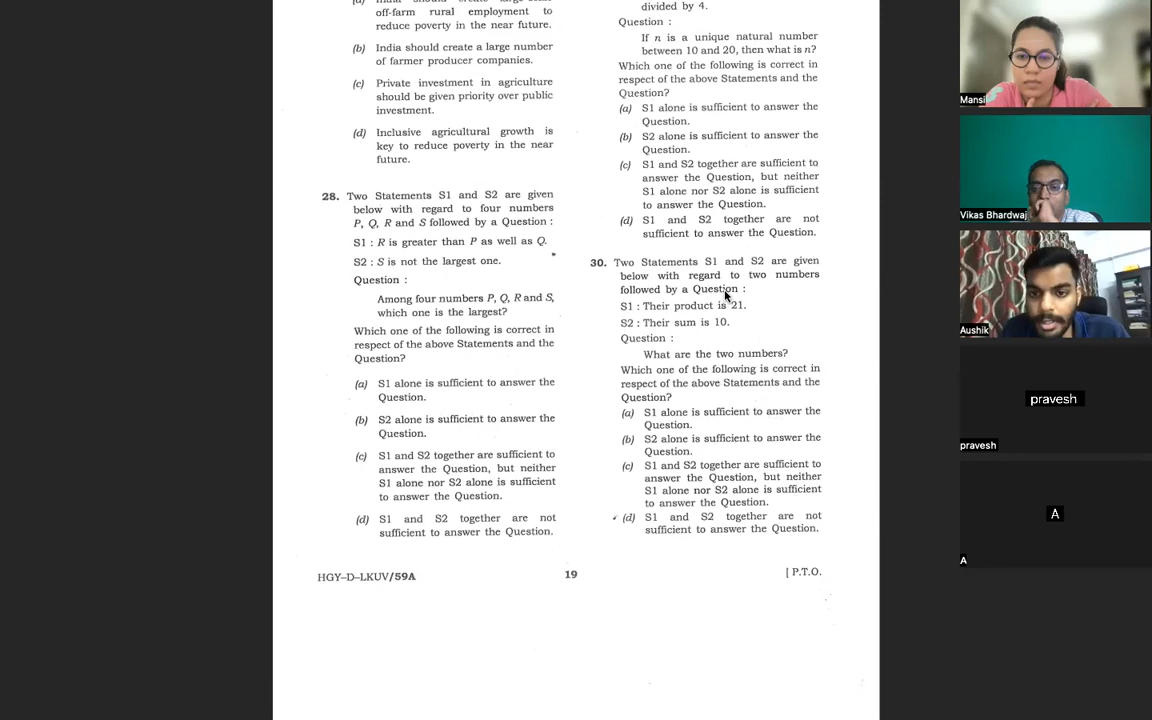 off-farm rural employment to
reduce poverty in the near future.
(b) India should create a large number
of farmer producer companies.
(c) Private investment in agriculture
should be given priority over public
investment.
(d) Inclusive agricultural growth is
key to reduce poverty in the near
future.
28. Two Statements S1 and S2 are given
below with regard to four numbers
P, Q, R and S followed by a Question :
S1 : R is greater than P as well as Q.
S2 : S is not the largest one.
Question :
Among four numbers P, Q, R and S,
which one is the largest?
Which one of the following is correct in
respect of the above Statements and the
Question?
(a) S1 alone is sufficient to answer the
Question.
(b) S2 alone is sufficient to answer the
Question.
(c) S1 and S2 together are sufficient to
answer the Question, but neither
S1 alone nor S2 alone is sufficient
to answer the Question.
(d) S1 and S2 together are not
sufficient to answer the Question.
divided by 4.
Question :
If n is a unique natural number
between 10 and 20, then what is n?
Which one of the following is correct in
respect of the above Statements and the
Question?
(a) S1 alone is sufficient to answer the
Question.
(b) S2 alone is sufficient to answer the
Question.
(c) S1 and S2 together are sufficient to
answer the Question, but neither
S1 alone nor S2 alone is sufficient
to answer the Question.
(d) S1 and S2 together are not
sufficient to answer the Question.
30. Two Statements S1 and S2 are given
below with regard to two numbers
followed by a Question :
S1 : Their product is 21.
S2 : Their sum is 10.
Question :
What are the two numbers?
Which one of the following is correct in
respect of the above Statements and the
Question?
(a) S1 alone is sufficient to answer the
Question.
(b) S2 alone is sufficient to answer the
Question.
(c) S1 and S2 together are sufficient to
answer the Question, but neither
S1 alone nor S2 alone is sufficient
to answer the Question.
(d) S1 and S2 together are not
sufficient to answer the Question.
HGY–D–LKUV/59A
19
[ P.T.O.
Mansi
Vikas Bhardwaj
Aushik
pravesh
pravesh
A
A